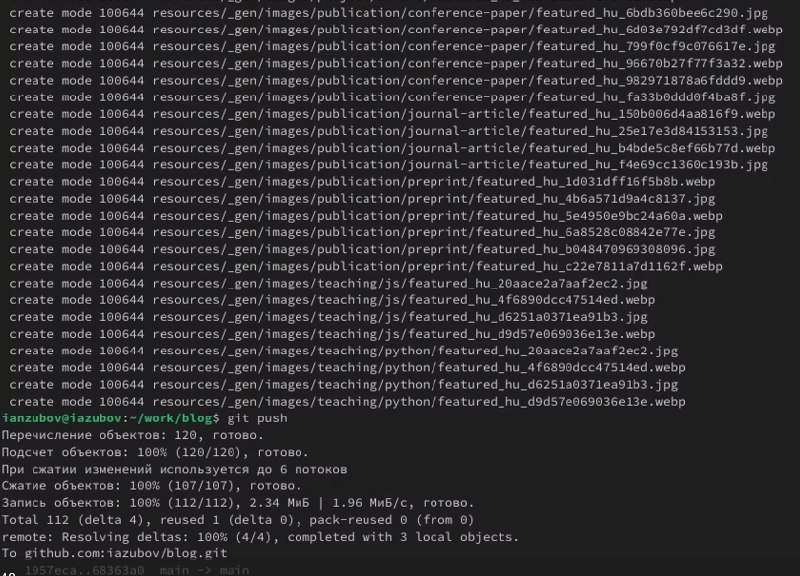 create mode 100644 resources/_gen/images/publication/conference-paper/featured_hu_6bdb360bee6c290.jpg
create mode 100644 resources/_gen/images/publication/conference-paper/featured_hu_6d03e792df7cd3df.webp
create mode 100644 resources/_gen/images/publication/conference-paper/featured_hu_799f0cf9c076617e.jpg
create mode 100644 resources/_gen/images/publication/conference-paper/featured_hu_96670b27f77f3a32.webp
create mode 100644 resources/_gen/images/publication/conference-paper/featured_hu_982971878a6fddd9.webp
create mode 100644 resources/_gen/images/publication/conference-paper/featured_hu_fa33b0ddd0f4ba8f.jpg
create mode 100644 resources/_gen/images/publication/journal-article/featured_hu_150b006d4aa816f9.webp
create mode 100644 resources/_gen/images/publication/journal-article/featured_hu_25e17e3d84153153.jpg
create mode 100644 resources/_gen/images/publication/journal-article/featured_hu_b4bde5c8ef66b77d.webp
create mode 100644 resources/_gen/images/publication/journal-article/featured_hu_f4e69cc1360c193b.jpg
create mode 100644 resources/_gen/images/publication/preprint/featured_hu_1d031dff16f5b8b.webp
create mode 100644 resources/_gen/images/publication/preprint/featured_hu_4b6a571d9a4c8137.jpg
create mode 100644 resources/_gen/images/publication/preprint/featured_hu_5e4950e9bc24a60a.webp
create mode 100644 resources/_gen/images/publication/preprint/featured_hu_6a8528c08842e77e.jpg
create mode 100644 resources/_gen/images/publication/preprint/featured_hu_b048470969308096.jpg
create mode 100644 resources/_gen/images/publication/preprint/featured_hu_c22e7811a7d1162f.webp
create mode 100644 resources/_gen/images/teaching/js/featured_hu_20aace2a7aaf2ec2.jpg
create mode 100644 resources/_gen/images/teaching/js/featured_hu_4f6890dcc47514ed.webp
create mode 100644 resources/_gen/images/teaching/js/featured_hu_d6251a0371ea91b3.jpg
create mode 100644 resources/_gen/images/teaching/js/featured_hu_d9d57e069036e13e.webp
create mode 100644 resources/_gen/images/teaching/python/featured_hu_20aace2a7aaf2ec2.jpg
create mode 100644 resources/_gen/images/teaching/python/featured_hu_4f6890dcc47514ed.webp
create mode 100644 resources/_gen/images/teaching/python/featured_hu_d6251a0371ea91b3.jpg
create mode 100644 resources/_gen/images/teaching/python/featured_hu_d9d57e069036e13e.webp
ianzubov@iazubov:~/work/blog$ git push
Перечисление объектов: 120, готово.
Подсчет объектов: 100% (120/120), готово.
При сжатии изменений используется до 6 потоков
Сжатие объектов: 100% (107/107), готово.
Запись объектов: 100% (112/112), 2.34 МиБ | 1.96 МиБ/с, готово.
Total 112 (delta 4), reused 1 (delta 0), pack-reused 0 (from 0)
remote: Resolving deltas: 100% (4/4), completed with 3 local objects.
To github.com:iazubov/blog.git
1957eca..68363a0 main -> main